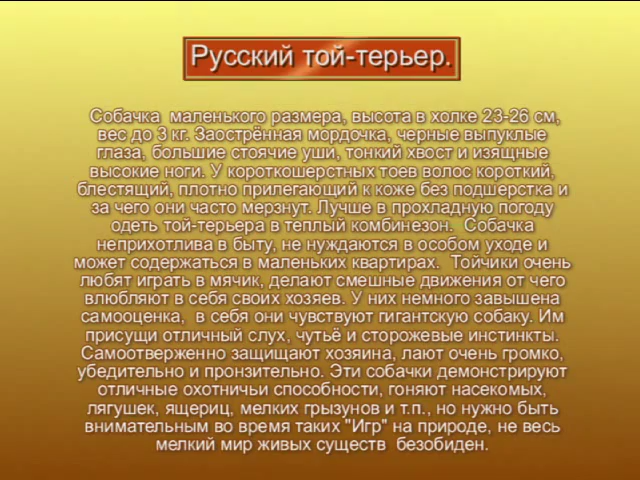 Русский той-терьер.
Собачка  маленького размера, высота в холке 23-26 см,
вес до 3 кг. Заострённая мордочка, черные выпуклые
глаза, большие стоячие уши, тонкий хвост и изящные
высокие ноги. У короткошерстных тоев волос короткий,
блестящий, плотно прилегающий к коже без подшерстка и
за чего они часто мерзнут. Лучше в прохладную погоду
одеть той-терьера в теплый комбинезон.  Собачка
неприхотлива в быту, не нуждаются в особом уходе и
может содержаться в маленьких квартирах.  Тойчики очень
любят играть в мячик, делают смешные движения от чего
влюбляют в себя своих хозяев. У них немного завышена
самооценка,  в себя они чувствуют гигантскую собаку. Им
присущи отличный слух, чутьё и сторожевые инстинкты.
Самоотверженно защищают хозяина, лают очень громко,
убедительно и пронзительно. Эти собачки демонстрируют
отличные охотничьи способности, гоняют насекомых,
лягушек, ящериц, мелких грызунов и т.п., но нужно быть
внимательным во время таких "Игр" на природе, не весь
мелкий мир живых существ  безобиден.